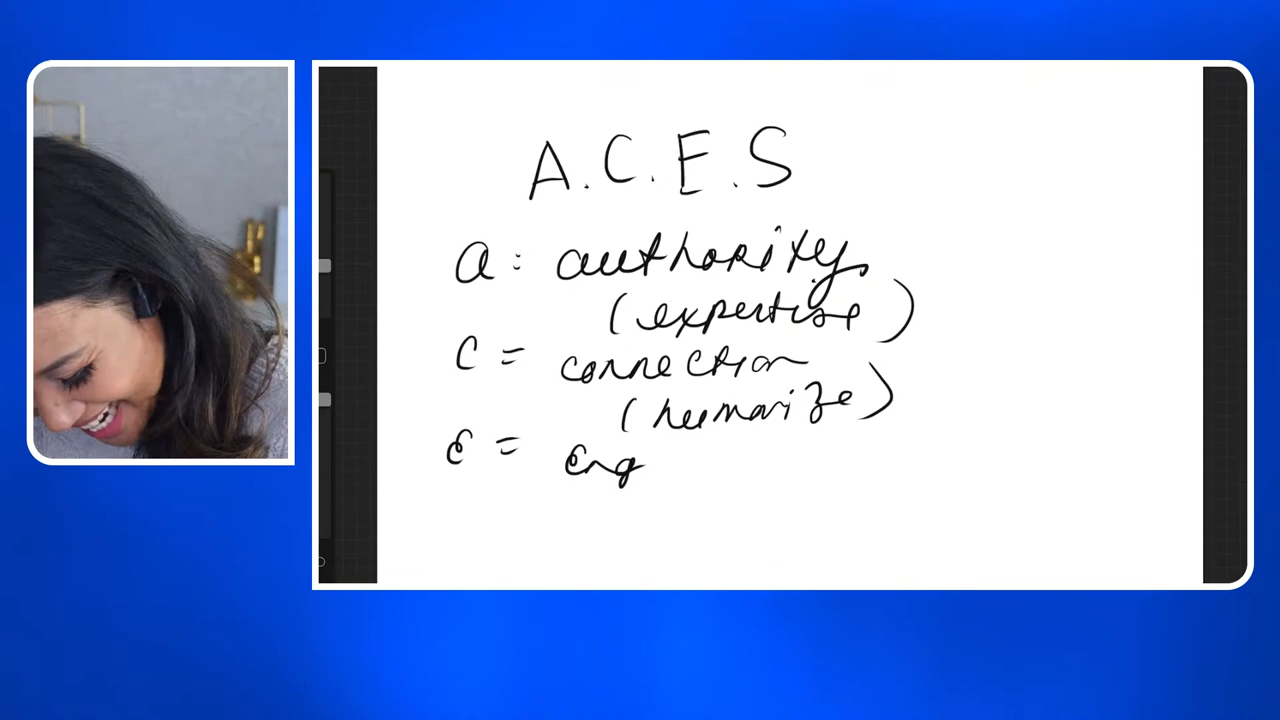 A.C.E.S
a: authority
(expertise)
C = connection
(humanize)
E = Eng